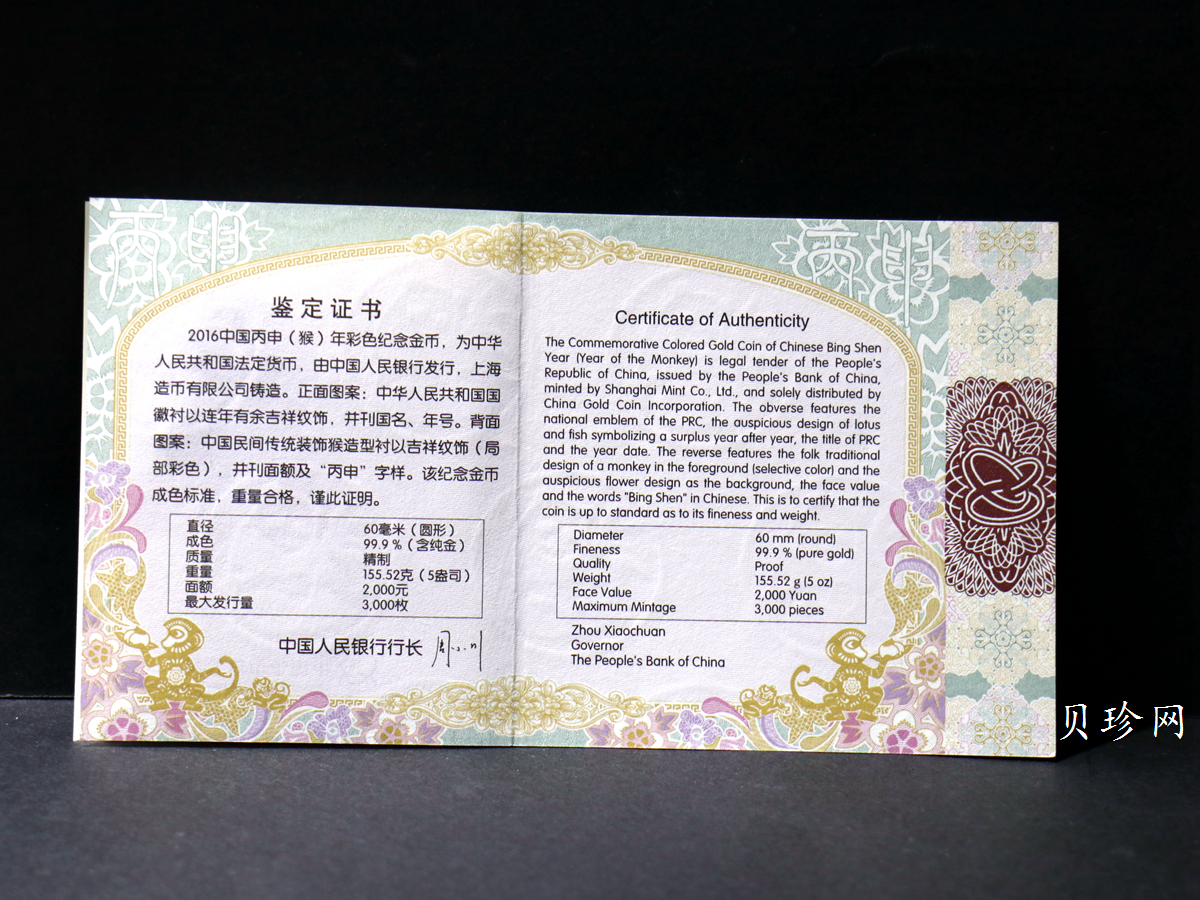 丙申
丙申
鉴定证书
2016中国丙申（猴）年彩色纪念金币，为中华
人民共和国法定货币，由中国人民银行发行，上海
造币有限公司铸造。正面图案：中华人民共和国国
徽衬以连年有余吉祥纹饰，并刊国名、年号。背面
图案：中国民间传统装饰猴造型衬以吉祥纹饰（局
部彩色），并刊面额及“丙申”字样。该纪念金币
成色标准，重量合格，谨此证明。
直径 60毫米（圆形）
成色 99.9%（含纯金）
质量 精制
重量 155.52克（5盎司）
面额 2,000元
最大发行量 3,000枚
中国人民银行行长 周小川
Certificate of Authenticity
The Commemorative Colored Gold Coin of Chinese Bing Shen
Year (Year of the Monkey) is legal tender of the People's
Republic of China, issued by the People's Bank of China,
minted by Shanghai Mint Co., Ltd., and solely distributed by
China Gold Coin Incorporation. The obverse features the
national emblem of the PRC, the auspicious design of lotus
and fish symbolizing a surplus year after year, the title of PRC
and the year date. The reverse features the folk traditional
design of a monkey in the foreground (selective color) and the
auspicious flower design as the background, the face value
and the words "Bing Shen" in Chinese. This is to certify that the
coin is up to standard as to its fineness and weight.
Diameter 60 mm (round)
Fineness 99.9 % (pure gold)
Quality Proof
Weight 155.52 g (5 oz)
Face Value 2,000 Yuan
Maximum Mintage 3,000 pieces
Zhou Xiaochuan
Governor
The People's Bank of China
贝珍网